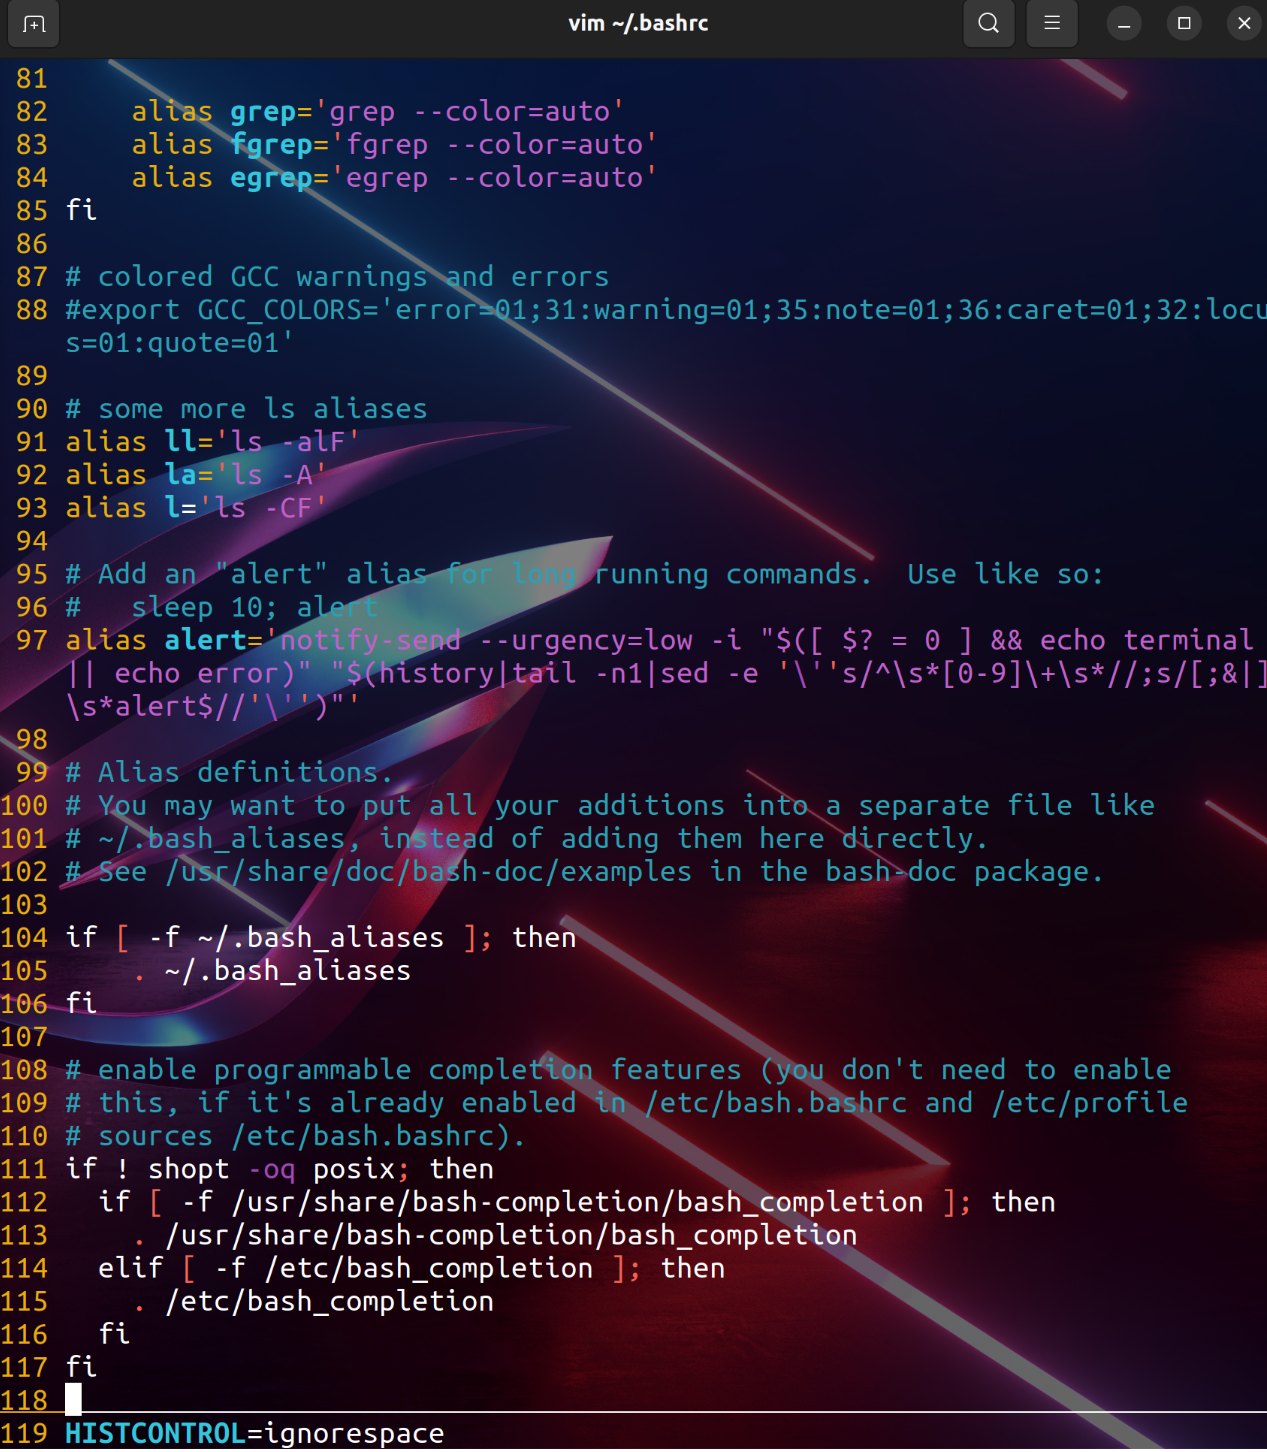 vim ~/.bashrc
81
82     alias grep='grep --color=auto'
83     alias fgrep='fgrep --color=auto'
84     alias egrep='egrep --color=auto'
85 fi
86
87 # colored GCC warnings and errors
88 #export GCC_COLORS='error=01;31:warning=01;35:note=01;36:caret=01;32:locu
s=01:quote=01'
89
90 # some more ls aliases
91 alias ll='ls -alF'
92 alias la='ls -A'
93 alias l='ls -CF'
94
95 # Add an "alert" alias for long running commands.  Use like so:
96 #   sleep 10; alert
97 alias alert='notify-send --urgency=low -i "$([ $? = 0 ] && echo terminal
|| echo error)" "$(history|tail -n1|sed -e '\''s/^\s*[0-9]\+\s*//;s/[;&|]
\s*alert$//'\'')"'
98
99 # Alias definitions.
100 # You may want to put all your additions into a separate file like
101 # ~/.bash_aliases, instead of adding them here directly.
102 # See /usr/share/doc/bash-doc/examples in the bash-doc package.
103
104 if [ -f ~/.bash_aliases ]; then
105     . ~/.bash_aliases
106 fi
107
108 # enable programmable completion features (you don't need to enable
109 # this, if it's already enabled in /etc/bash.bashrc and /etc/profile
110 # sources /etc/bash.bashrc).
111 if ! shopt -oq posix; then
112   if [ -f /usr/share/bash-completion/bash_completion ]; then
113     . /usr/share/bash-completion/bash_completion
114   elif [ -f /etc/bash_completion ]; then
115     . /etc/bash_completion
116   fi
117 fi
118
119 HISTCONTROL=ignorespace